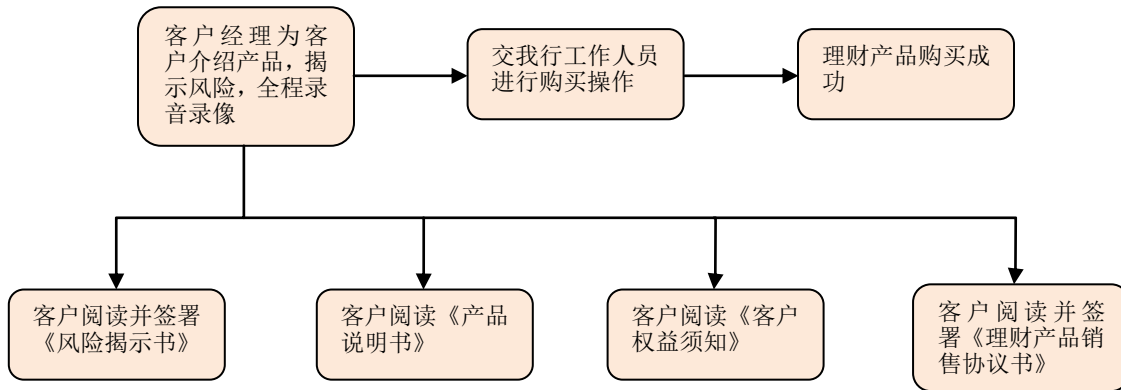 客户经理为客
户介绍产品，揭
示风险，全程录
音录像
交我行工作人员
进行购买操作
理财产品购买成
功
客户阅读并签署
《风险揭示书》
客户阅读《产品
说明书》
客户阅读《客户
权益须知》
客户阅读并签
署《理财产品销
售协议书》